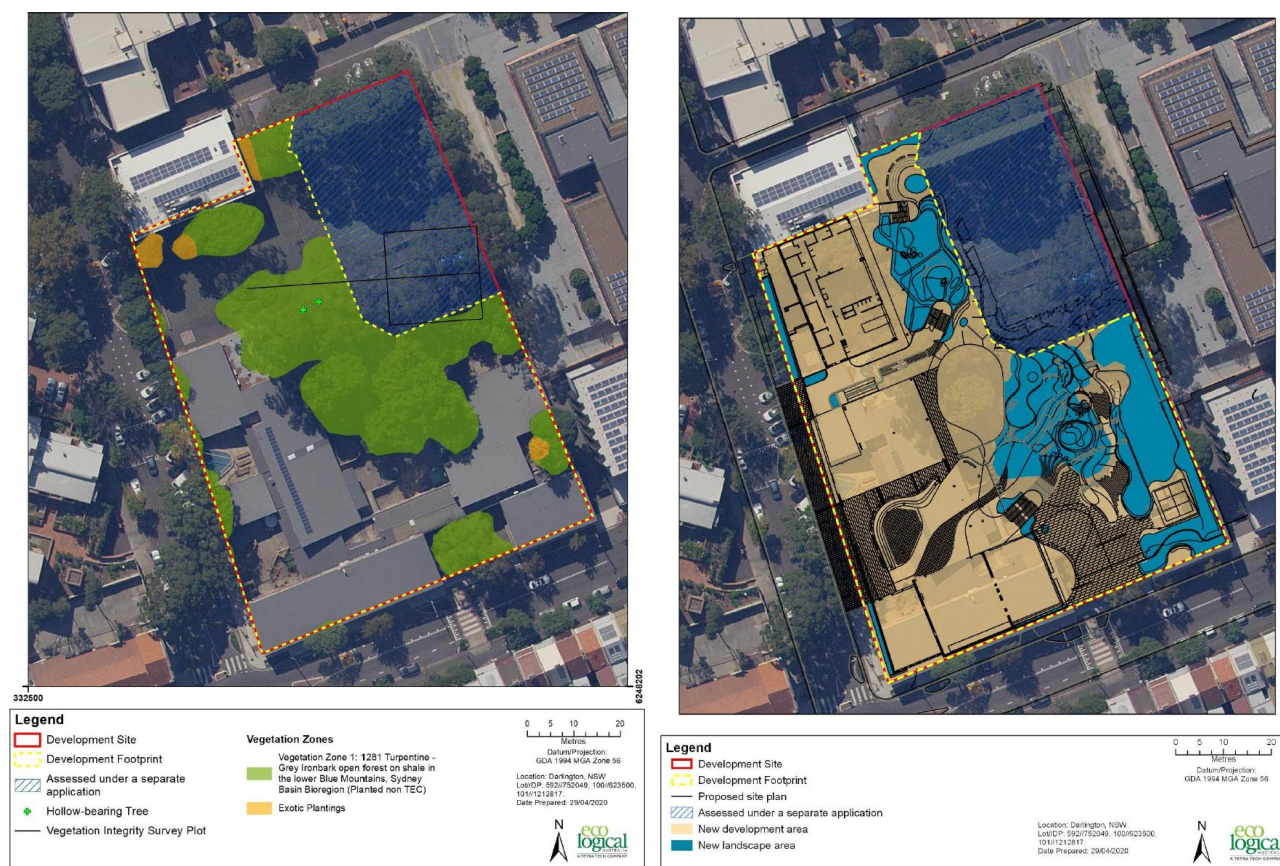 332500
6248202
Legend
Development Site
Development Footprint
Assessed under a separate
application
Hollow-bearing Tree
Vegetation Integrity Survey Plot
Vegetation Zones
Vegetation Zone 1: 1281 Turpentine -
Grey Ironbark open forest on shale in
the lower Blue Mountains, Sydney
Basin Bioregion (Planted non TEC)
Exotic Plantings
0 5 10 20
Metres
Datum/Projection:
GDA 1994 MGA Zone 56
Location: Darlington, NSW
Lot//DP: 592//752049, 100//623500,
101//1212817.
Date Prepared: 29/04/2020
N
eco
logical
AUSTRALIA
A TETRA TECH COMPANY
Legend
Development Site
Development Footprint
Proposed site plan
Assessed under a separate application
New development area
New landscape area
0 5 10 20
Metres
Datum/Projection:
GDA 1994 MGA Zone 56
Location: Darlington, NSW
Lot//DP: 592//752049, 100//623500,
101//1212817.
Date Prepared: 29/04/2020
N
eco
logical
AUSTRALIA
A TETRA TECH COMPANY